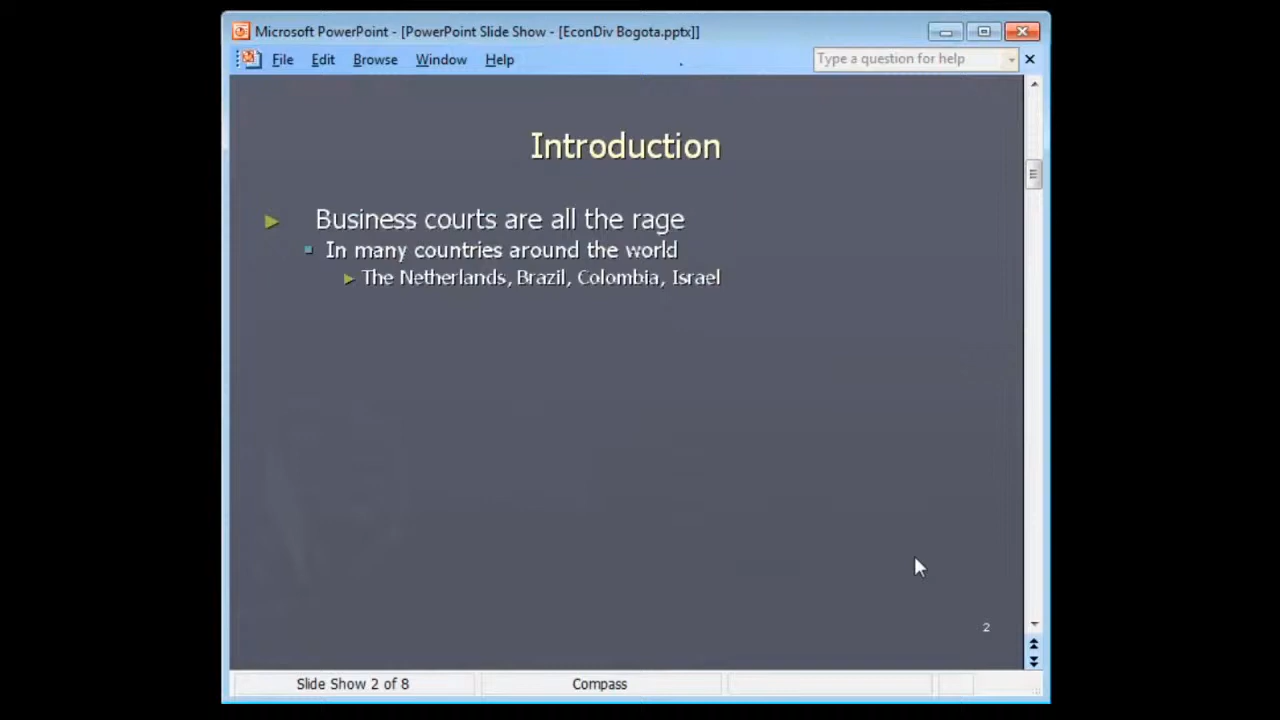 Microsoft PowerPoint - [PowerPoint Slide Show - [EconDiv Bogota.pptx]]
File Edit Browse Window Help Type a question for help
Introduction
Business courts are all the rage
In many countries around the world
The Netherlands, Brazil, Colombia, Israel
2
Slide Show 2 of 8 Compass